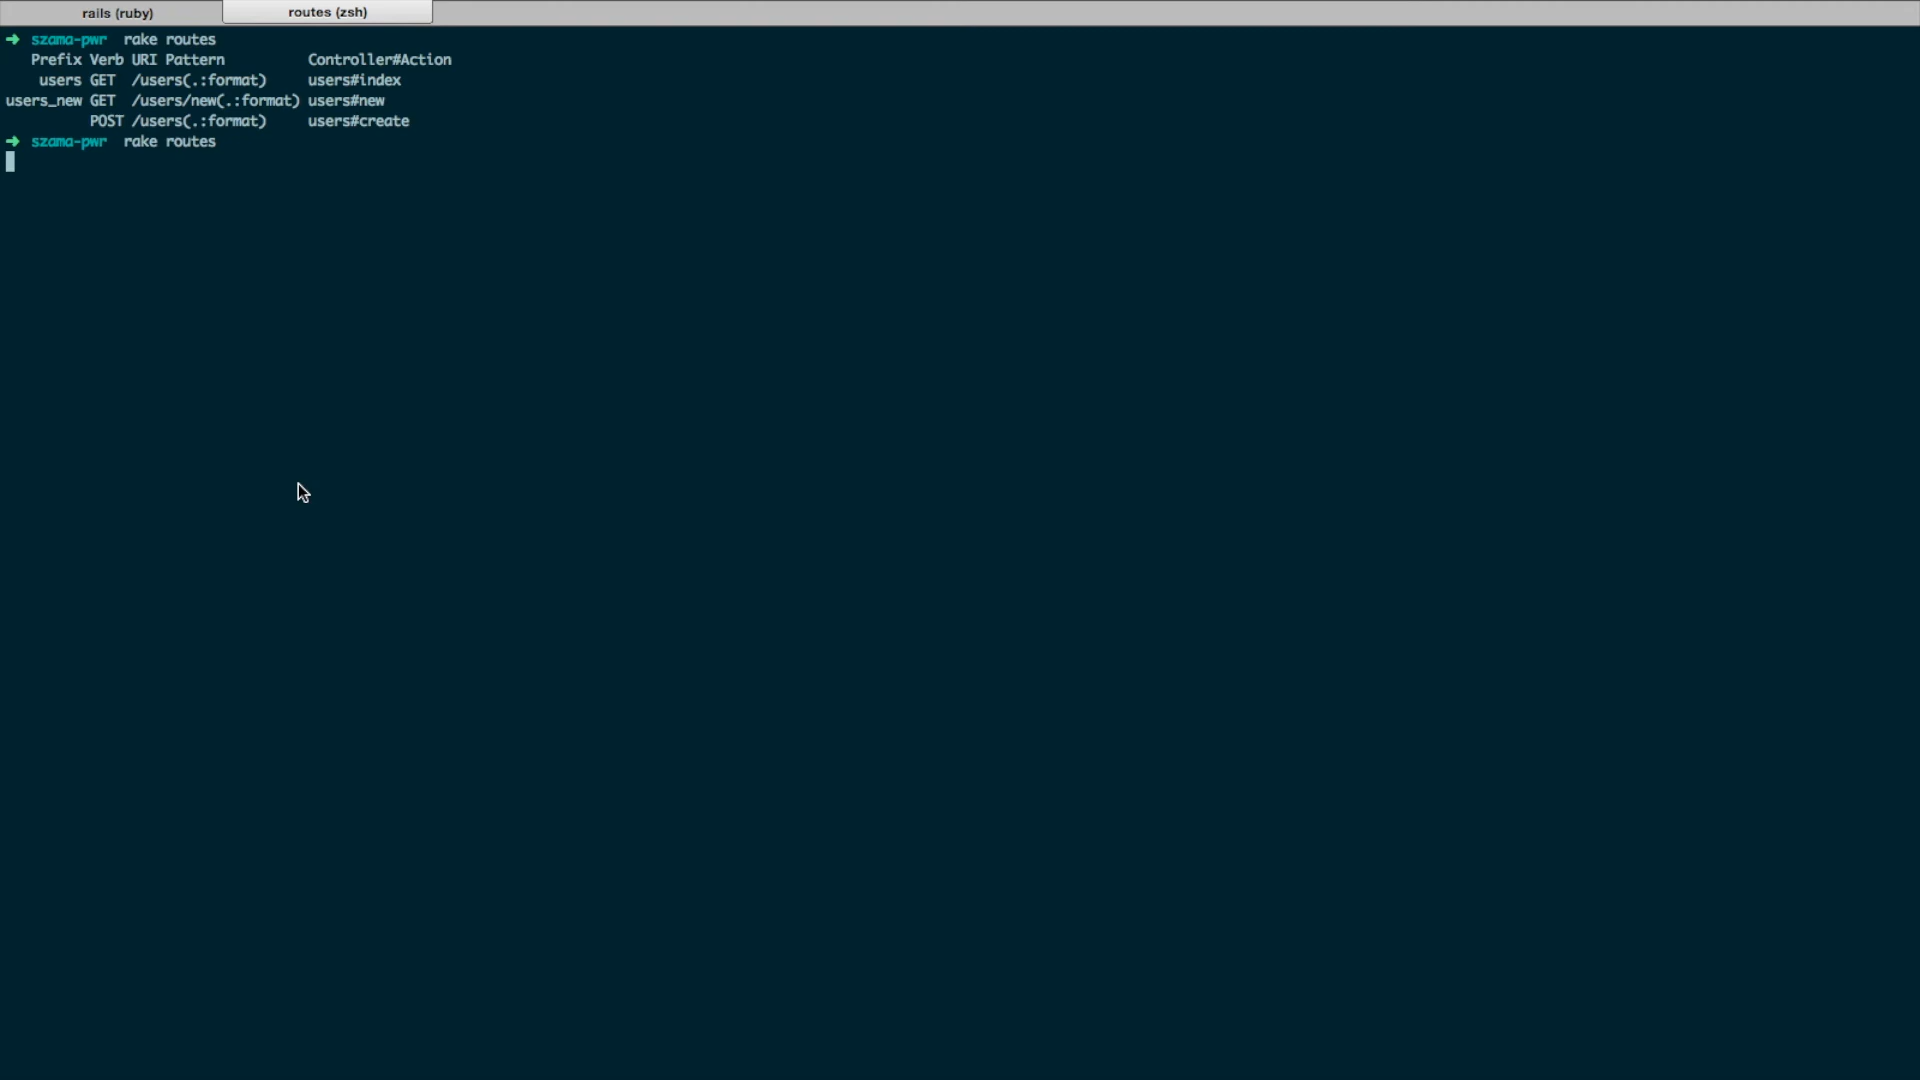 rails (ruby)
routes (zsh)
➜ szama-pwr rake routes
Prefix Verb URI Pattern Controller#Action
users GET /users(.:format) users#index
users_new GET /users/new(.:format) users#new
POST /users(.:format) users#create
➜ szama-pwr rake routes